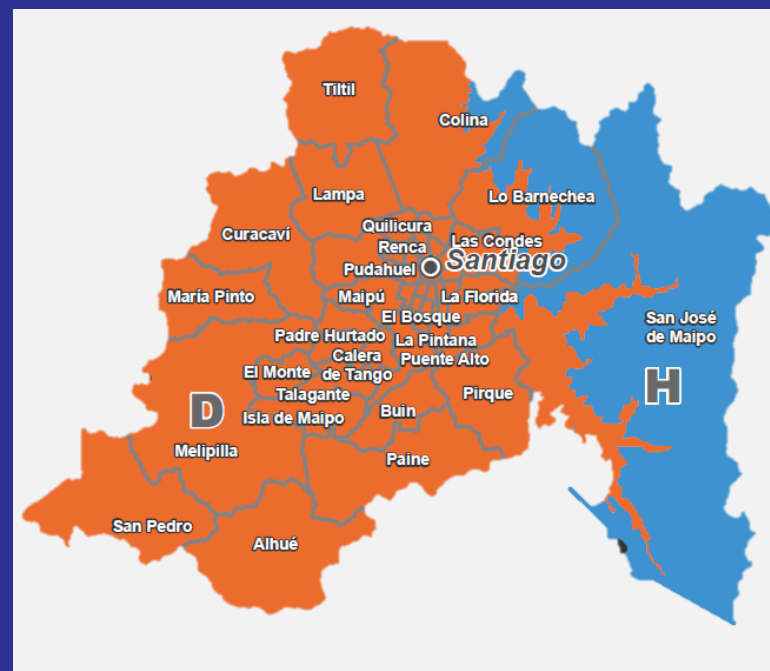 Tiltil
Colina
Lampa
Lo Barnechea
Curacaví
Quilicura
Renca
Las Condes
Santiago
Pudahuel
María Pinto
Maipú
La Florida
El Bosque
San José
de Maipo
Padre Hurtado
La Pintana
Calera
de Tango
Puente Alto
El Monte
Talagante
Pirque
H
D
Isla de Maipo
Buin
Melipilla
Paine
San Pedro
Alhué